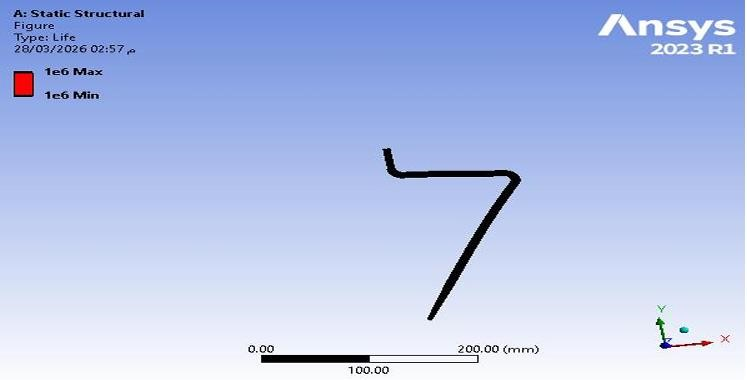 A: Static Structural
Figure
Type: Life
28/03/2026 02:57 م
1e6 Max
1e6 Min
Ansys
2023 R1
0.00
200.00 (mm)
100.00
Y
Z
X